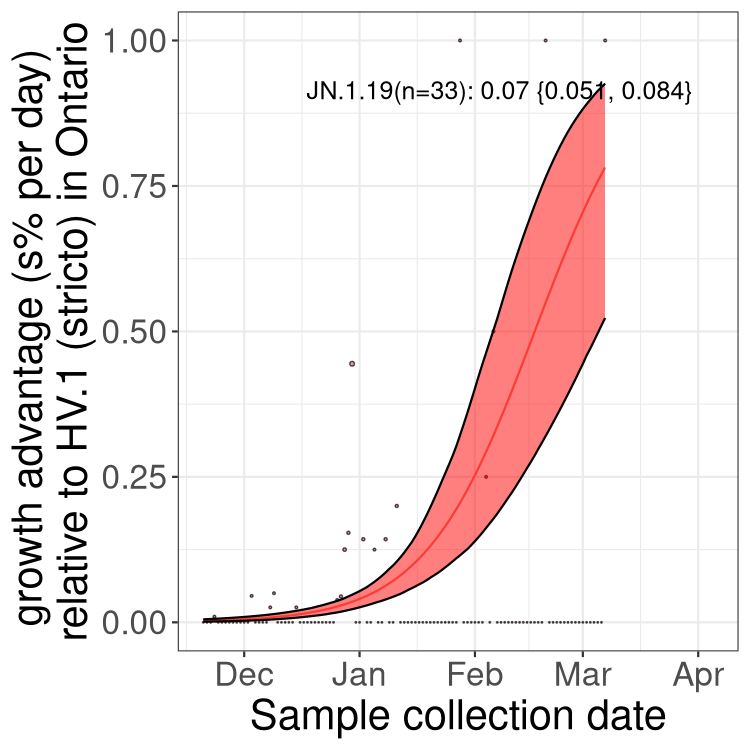 growth advantage (s% per day)
relative to HV.1 (stricto) in Ontario
1.00
0.75
0.50
0.25
0.00
JN.1.19(n=33): 0.07 {0.051, 0.084}
Dec Jan Feb Mar Apr
Sample collection date